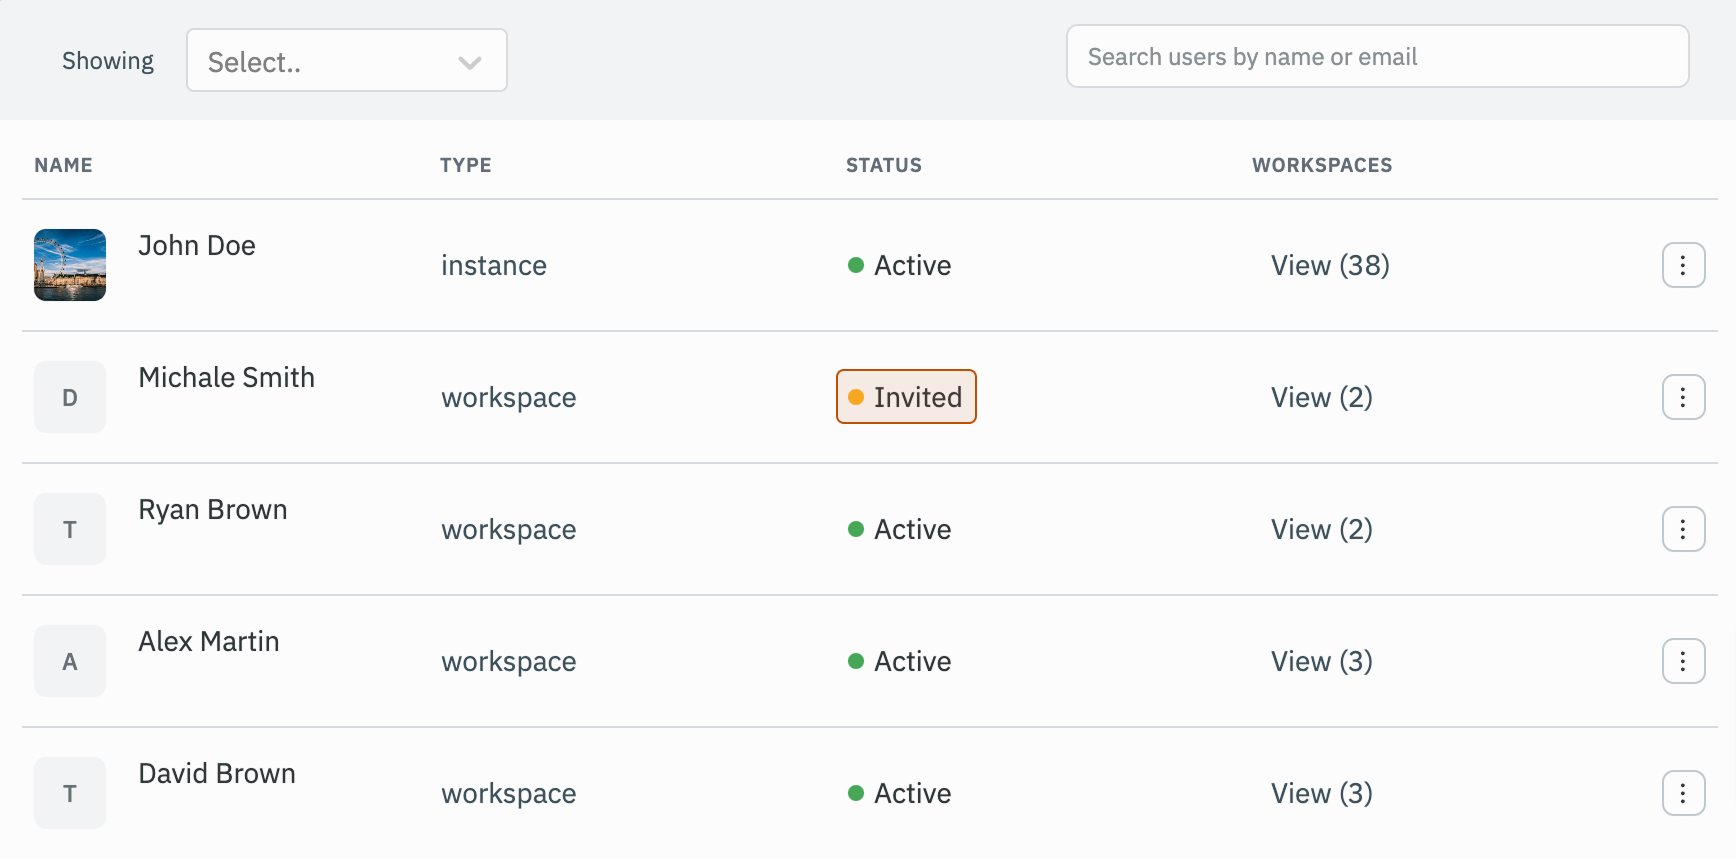 Showing
Select..
Search users by name or email
NAME TYPE STATUS WORKSPACES
John Doe instance Active View (38)
D Michale Smith workspace Invited View (2)
T Ryan Brown workspace Active View (2)
A Alex Martin workspace Active View (3)
T David Brown workspace Active View (3)